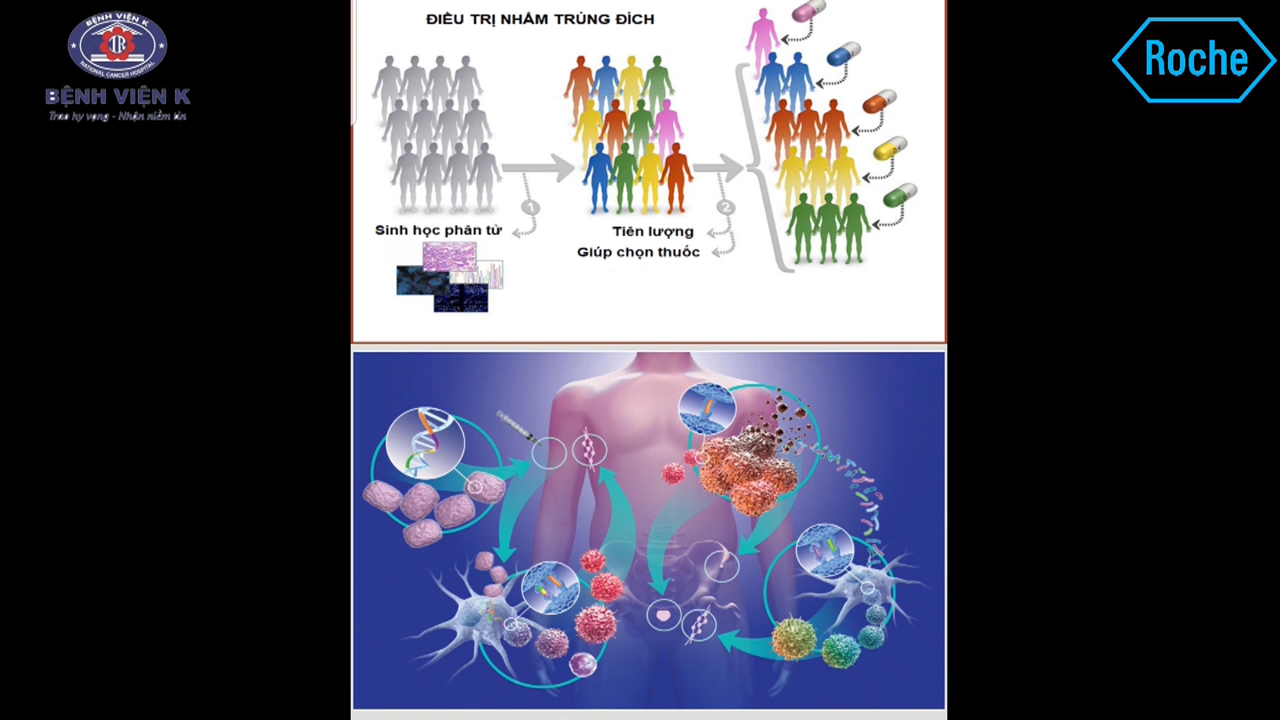 BỆNH VIỆN K
NATIONAL CANCER HOSPITAL
BỆNH VIỆN K
Trao hy vọng - Nhận niềm tin
ĐIỀU TRỊ NHẮM TRÚNG ĐÍCH
Roche
1
2
Sinh học phân tử
Tiên lượng
Giúp chọn thuốc